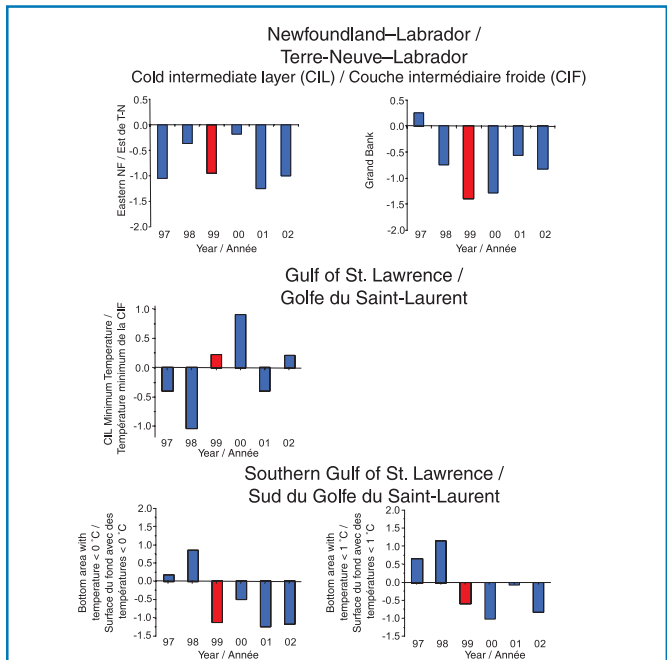 Newfoundland–Labrador /
Terre-Neuve–Labrador
Cold intermediate layer (CIL) / Couche intermédiaire froide (CIF)
Eastern NF / Est de T-N
0.5
0.0
-0.5
-1.0
-1.5
-2.0
97 98 99 00 01 02
Year / Année
Grand Bank
0.5
0.0
-0.5
-1.0
-1.5
-2.0
97 98 99 00 01 02
Year / Année
Gulf of St. Lawrence /
Golfe du Saint-Laurent
CIL Minimum Temperature /
Température minimum de la CIF
1.0
0.5
0.0
-0.5
-1.0
97 98 99 00 01 02
Year / Année
Southern Gulf of St. Lawrence /
Sud du Golfe du Saint-Laurent
Bottom area with
temperature < 0 °C /
Surface du fond avec des
températures < 0 °C
2.0
1.5
1.0
0.5
0.0
-0.5
-1.0
-1.5
97 98 99 00 01 02
Year / Année
Bottom area with
temperature < 1 °C /
Surface du fond avec des
températures < 1 °C
2.0
1.5
1.0
0.5
0.0
-0.5
-1.0
-1.5
97 98 99 00 01 02
Year / Année